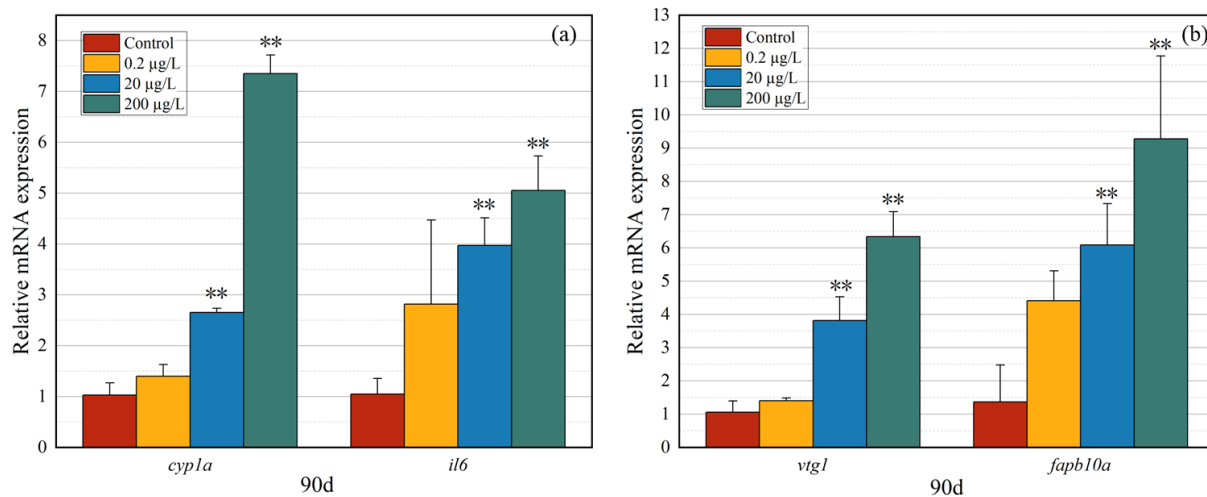 (a)
Control
0.2 µg/L
20 µg/L
200 µg/L
Relative mRNA expression
8
7
6
5
4
3
2
1
0
**
**
**
**
cyp1a
il6
90d
(b)
Control
0.2 µg/L
20 µg/L
200 µg/L
Relative mRNA expression
13
12
11
10
9
8
7
6
5
4
3
2
1
0
**
**
**
**
vtg1
fapb10a
90d